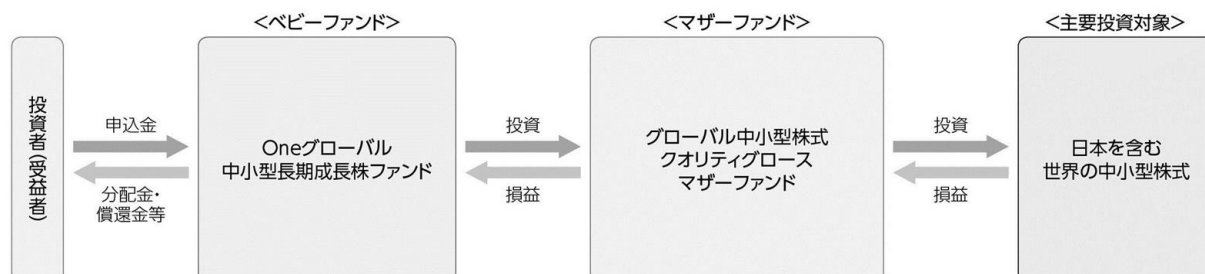 <ベビーファンド>
<マザーファンド>
<主要投資対象>
投資者(受益者)
申込金
分配金・
償還金等
Oneグローバル
中小型長期成長株ファンド
投資
損益
グローバル中小型株式
クオリティグロース
マザーファンド
投資
損益
日本を含む
世界の中小型株式